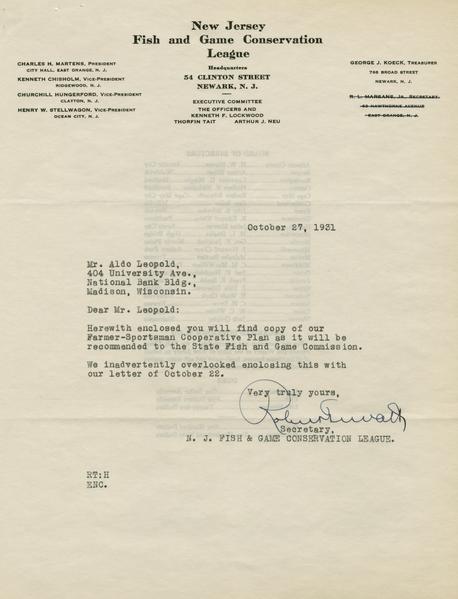 New Jersey
Fish and Game Conservation
League
Headquarters
54 CLINTON STREET
NEWARK, N. J.
EXECUTIVE COMMITTEE
THE OFFICERS AND
KENNETH F. LOCKWOOD
THORFIN TAIT ARTHUR J. NEU
CHARLES H. MARTENS, PRESIDENT
CITY HALL, EAST ORANGE, N. J.
KENNETH CHISHOLM, VICE-PRESIDENT
RIDGEWOOD, N. J.
CHURCHILL HUNGERFORD, VICE-PRESIDENT
CLAYTON, N. J.
HENRY W. STELLWAGON, VICE-PRESIDENT
OCEAN CITY, N. J.
GEORGE J. KOECK, TREASURER
NEWARK, N. J.
SECRETARY
HAWTHORNE AVENUE
EAST ORANGE, N. J.
October 27, 1931
Mr. Aldo Leopold,
404 University Ave.,
National Bank Bldg.,
Madison, Wisconsin.
Dear Mr. Leopold:
Herewith enclosed you will find copy of our
Farmer-Sportsman Cooperative Plan as it will be
recommended to the State Fish and Game Commission.
We inadvertently overlooked enclosing this with
our letter of October 22.
Very truly yours,
Secretary,
N. J. FISH & GAME CONSERVATION LEAGUE.
RT:H
ENC.